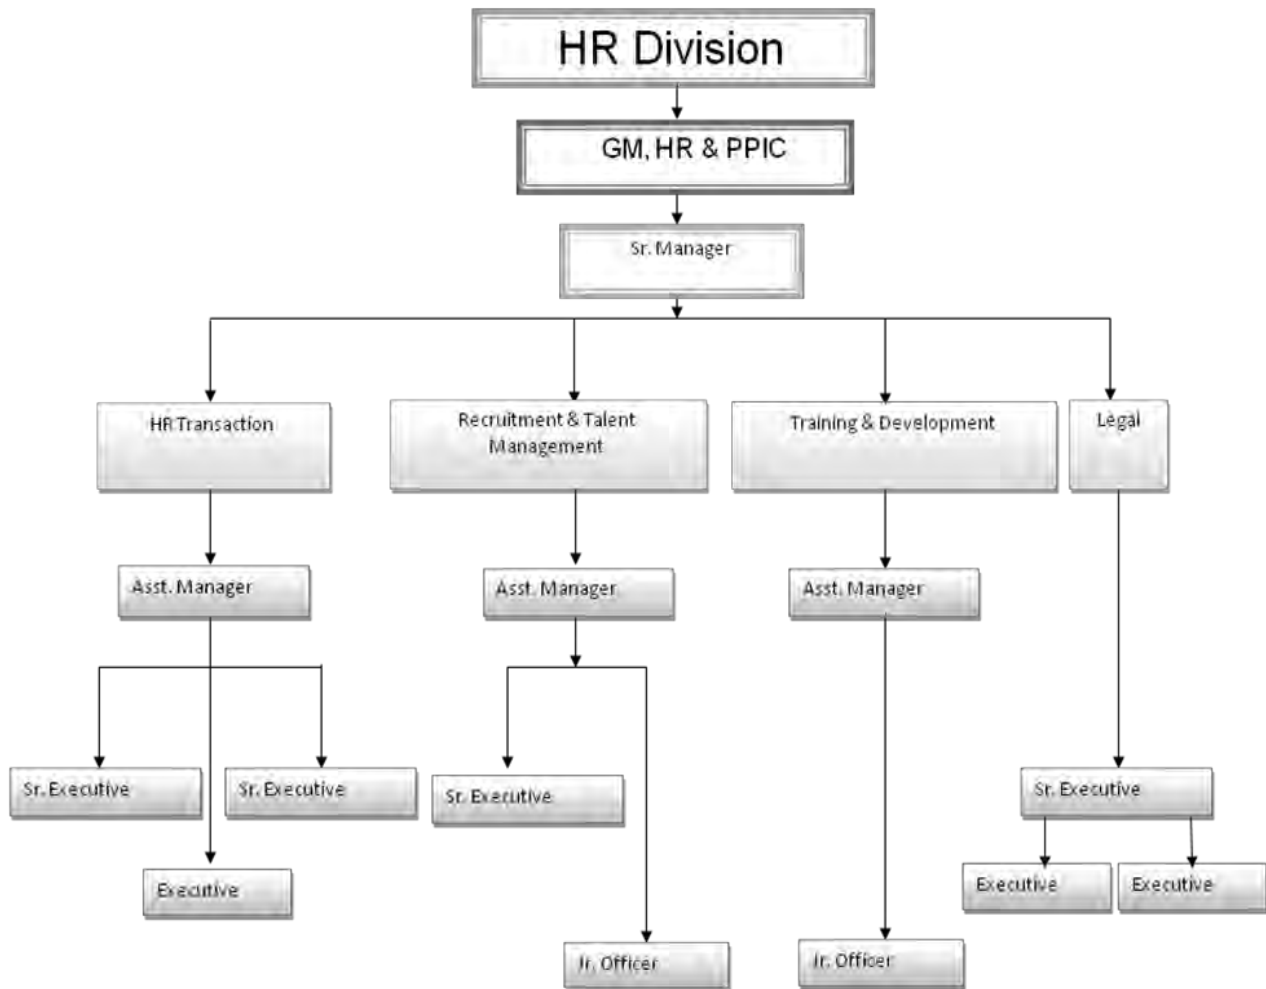 HR Division
GM, HR & PPIC
Sr. Manager
HR Transaction
Recruitment & Talent
Management
Training & Development
Legal
Asst. Manager
Asst. Manager
Asst. Manager
Sr. Executive
Sr. Executive
Sr. Executive
Sr. Executive
Executive
Executive
Executive
Jr. Officer
Jr. Officer